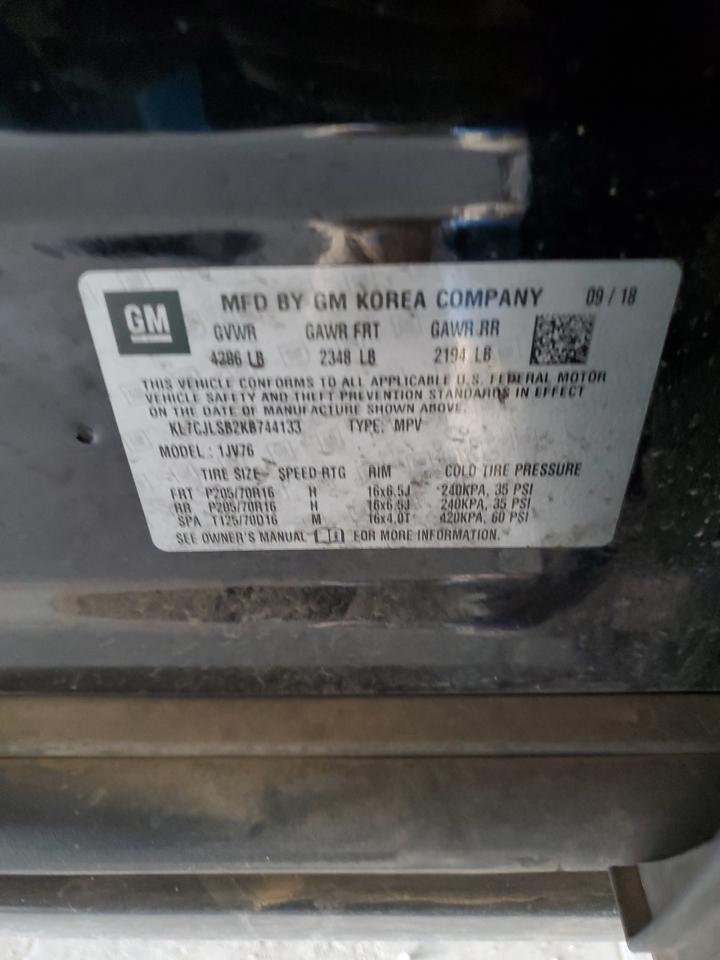 GM MFD BY GM KOREA COMPANY 09 / 18
GVWR GAWR FRT GAWR RR
4286 LB 2348 LB 2194 LB
THIS VEHICLE CONFORMS TO ALL APPLICABLE U.S. FEDERAL MOTOR
VEHICLE SAFETY AND THEFT PREVENTION STANDARDS IN EFFECT
ON THE DATE OF MANUFACTURE SHOWN ABOVE.
KL7CJLSB2KB744133 TYPE: MPV
MODEL : 1JV76
TIRE SIZE SPEED-RTG RIM COLD TIRE PRESSURE
FRT P205/70R16 H 16x6.5J 240KPA, 35 PSI
RR P205/70R16 H 16x6.5J 240KPA, 35 PSI
SPA T125/70D16 M 16x4.0T 420KPA, 60 PSI
SEE OWNER'S MANUAL FOR MORE INFORMATION.